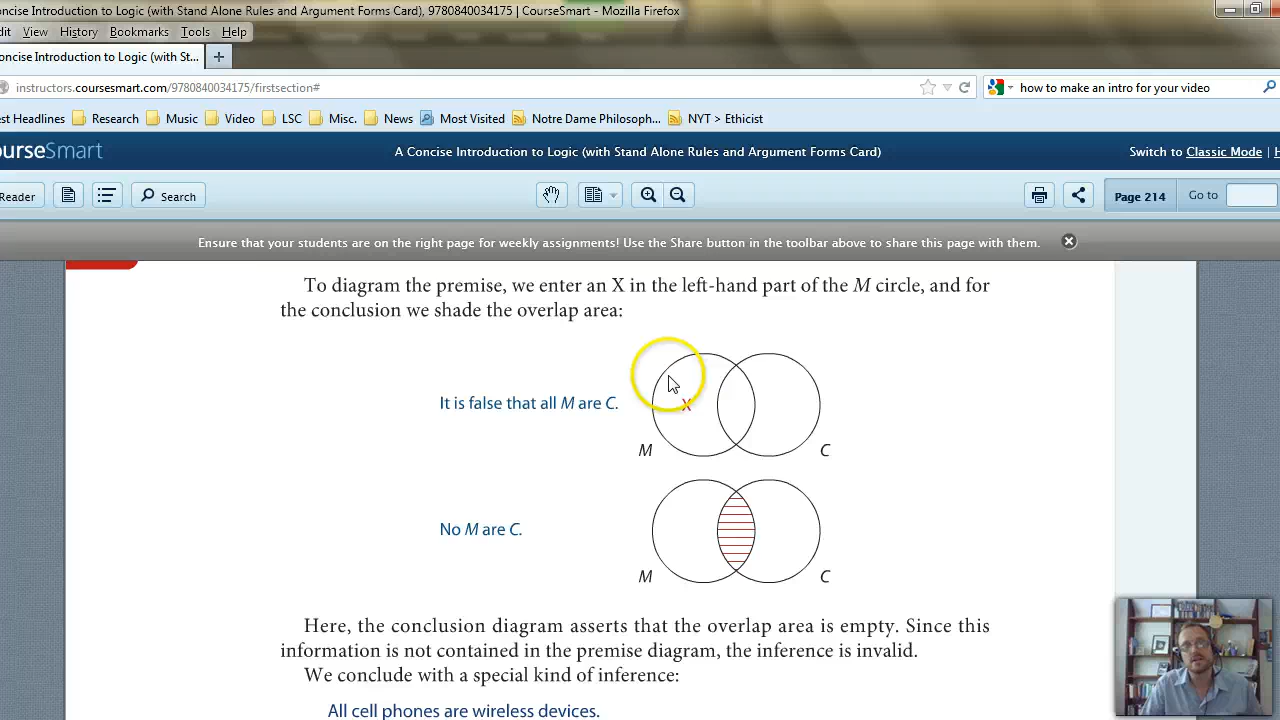 oncise Introduction to Logic (with Stand Alone Rules and Argument Forms Card), 9780840034175 | CourseSmart - Mozilla Firefox
dit View History Bookmarks Tools Help
oncise Introduction to Logic (with St... +
instructors.coursesmart.com/9780840034175/firstsection# how to make an intro for your video
est Headlines Research Music Video LSC Misc. News Most Visited Notre Dame Philosoph... NYT > Ethicist
ourseSmart A Concise Introduction to Logic (with Stand Alone Rules and Argument Forms Card) Switch to Classic Mode | H
Reader Search Page 214 Go to
Ensure that your students are on the right page for weekly assignments! Use the Share button in the toolbar above to share this page with them.
To diagram the premise, we enter an X in the left-hand part of the M circle, and for
the conclusion we shade the overlap area:
It is false that all M are C. X
M C
No M are C.
M C
Here, the conclusion diagram asserts that the overlap area is empty. Since this
information is not contained in the premise diagram, the inference is invalid.
We conclude with a special kind of inference:
All cell phones are wireless devices.